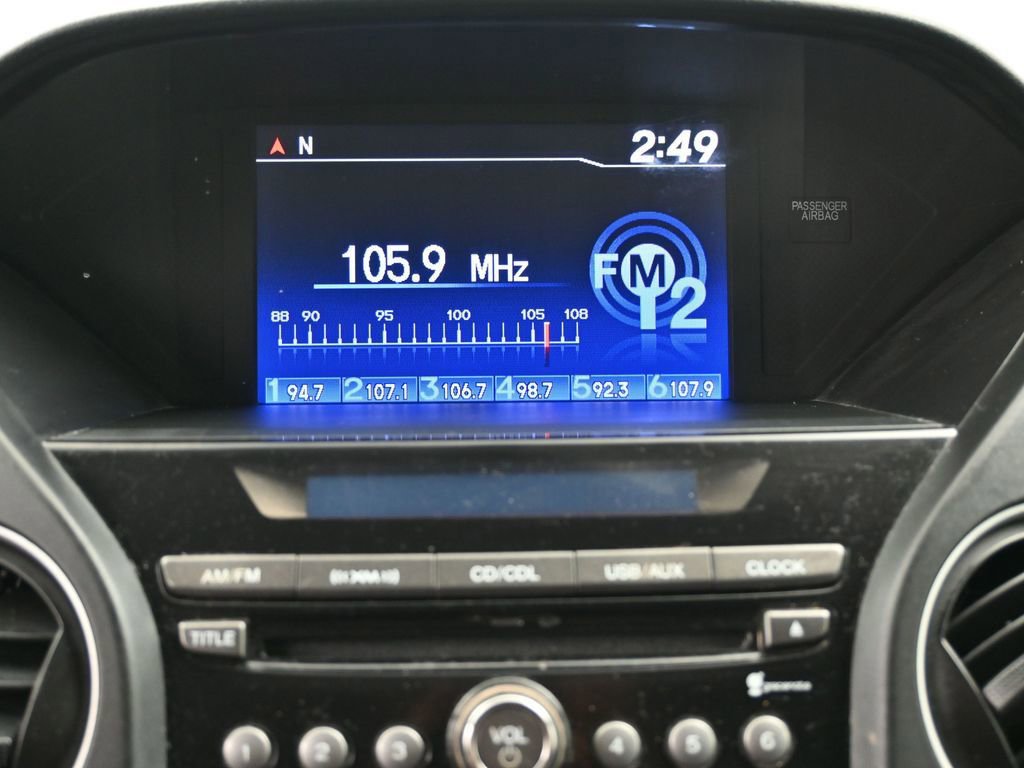 N 2:49
PASSENGER
AIRBAG
105.9 MHz
FM 2
88 90 95 100 105 108
1 94.7 2 107.1 3 106.7 4 98.7 5 92.3 6 107.9
AM/FM ((XM)) CD/CDL USB/AUX CLOCK
TITLE
VOL
1 2 3 4 5 6